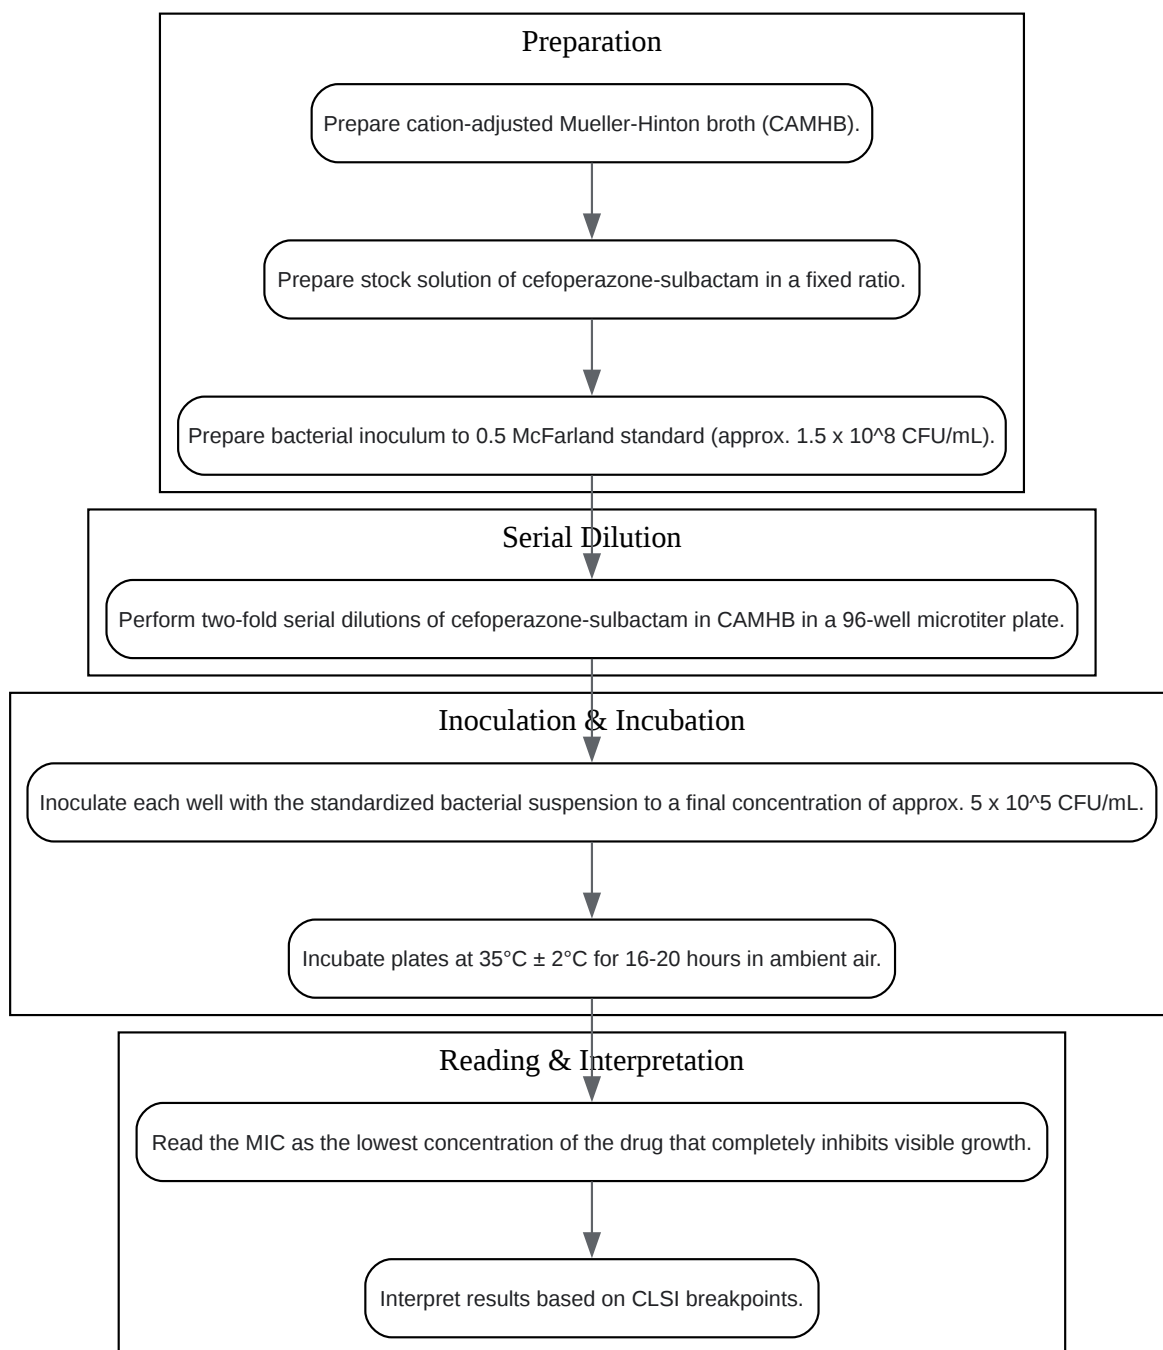 Preparation
Prepare cation-adjusted Mueller-Hinton broth (CAMHB).
Prepare stock solution of cefoperazone-sulbactam in a fixed ratio.
Prepare bacterial inoculum to 0.5 McFarland standard (approx. 1.5 x 10^8 CFU/mL).
Serial Dilution
Perform two-fold serial dilutions of cefoperazone-sulbactam in CAMHB in a 96-well microtiter plate.
Inoculation & Incubation
Inoculate each well with the standardized bacterial suspension to a final concentration of approx. 5 x 10^5 CFU/mL.
Incubate plates at 35°C ± 2°C for 16-20 hours in ambient air.
Reading & Interpretation
Read the MIC as the lowest concentration of the drug that completely inhibits visible growth.
Interpret results based on CLSI breakpoints.